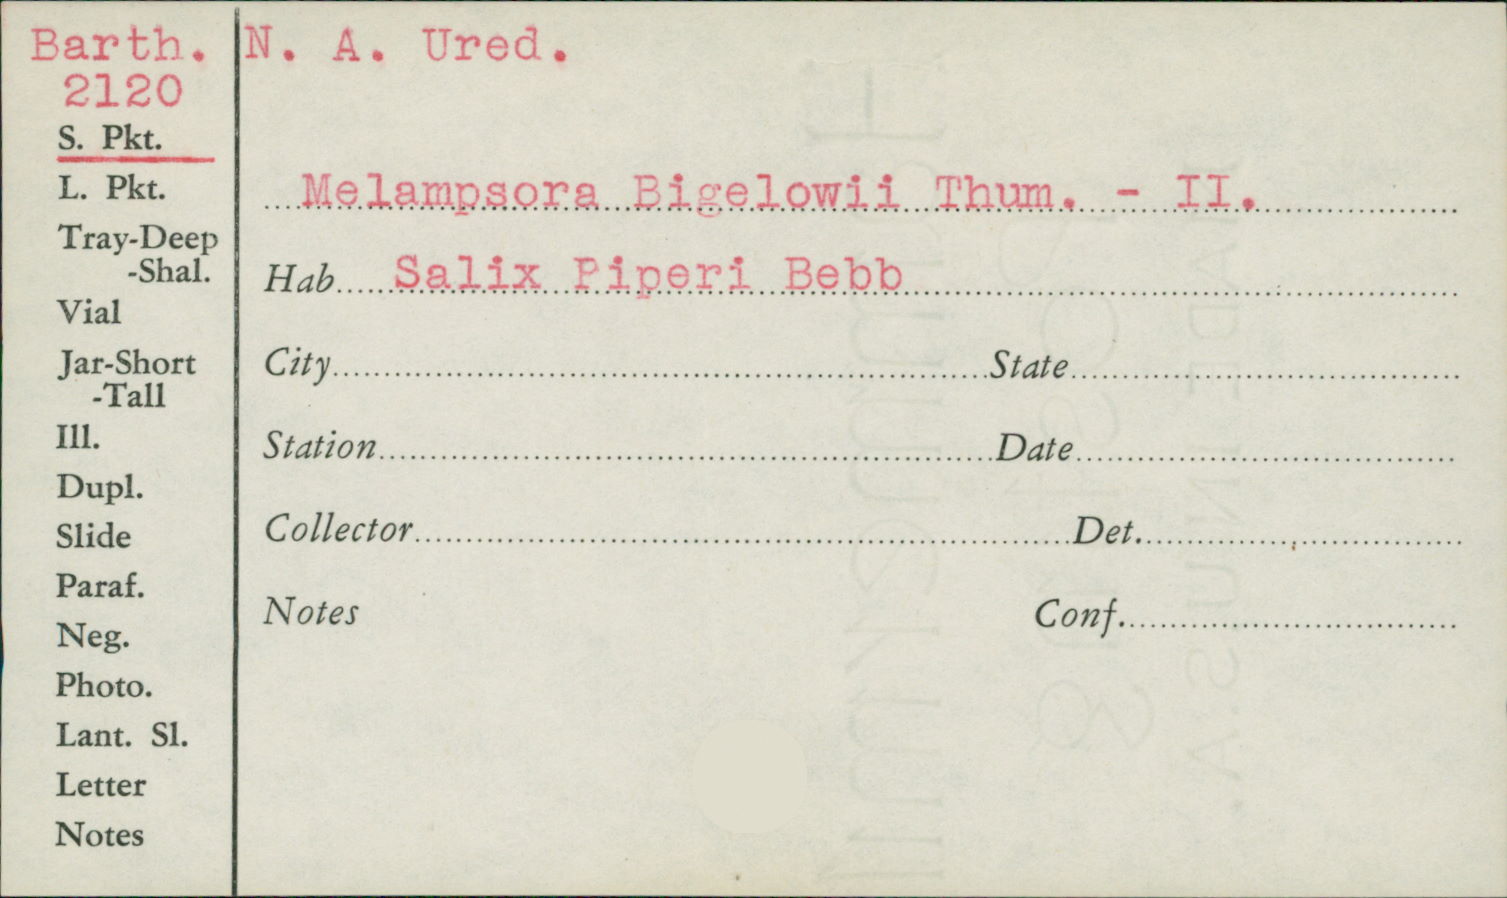 Barth. N. A. Ured.
2120
S. Pkt.
L. Pkt.
Tray-Deep
-Shal.
Vial
Jar-Short
-Tall
Ill.
Dupl.
Slide
Paraf.
Neg.
Photo.
Lant. Sl.
Letter
Notes
Melampsora Bigelowii Thum. - II.
Hab. Salix Piperi Bebb
City State
Station Date
Collector Det.
Notes Conf.